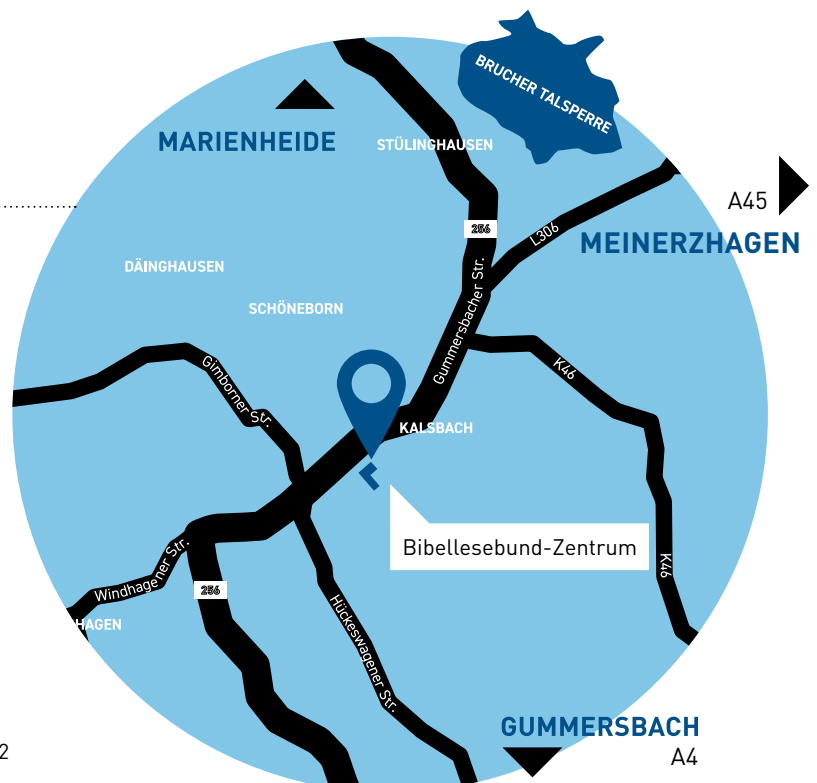 BRUCHER TALSPERRE
MARIENHEIDE
STÜLINGHAUSEN
A45
256
L306
MEINERZHAGEN
DÄINGHAUSEN
SCHÖNEBORN
Gummersbacher Str.
Gimborner Str.
K46
KALSBACH
Bibellesebund-Zentrum
Windhagener Str.
256
K46
HAGEN
Hückeswagener Str.
GUMMERSBACH
A4
2